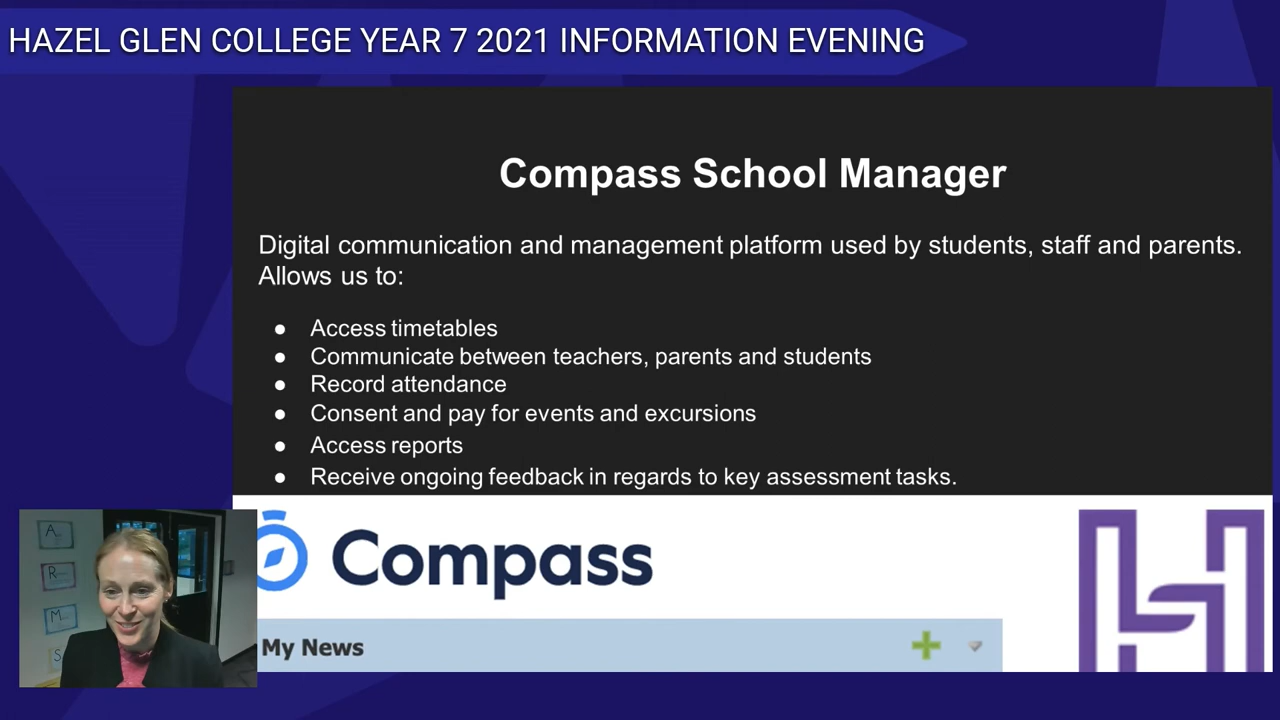 HAZEL GLEN COLLEGE YEAR 7 2021 INFORMATION EVENING
Compass School Manager
Digital communication and management platform used by students, staff and parents.
Allows us to:
● Access timetables
● Communicate between teachers, parents and students
● Record attendance
● Consent and pay for events and excursions
● Access reports
● Receive ongoing feedback in regards to key assessment tasks.
Compass
My News
A
R
M
S